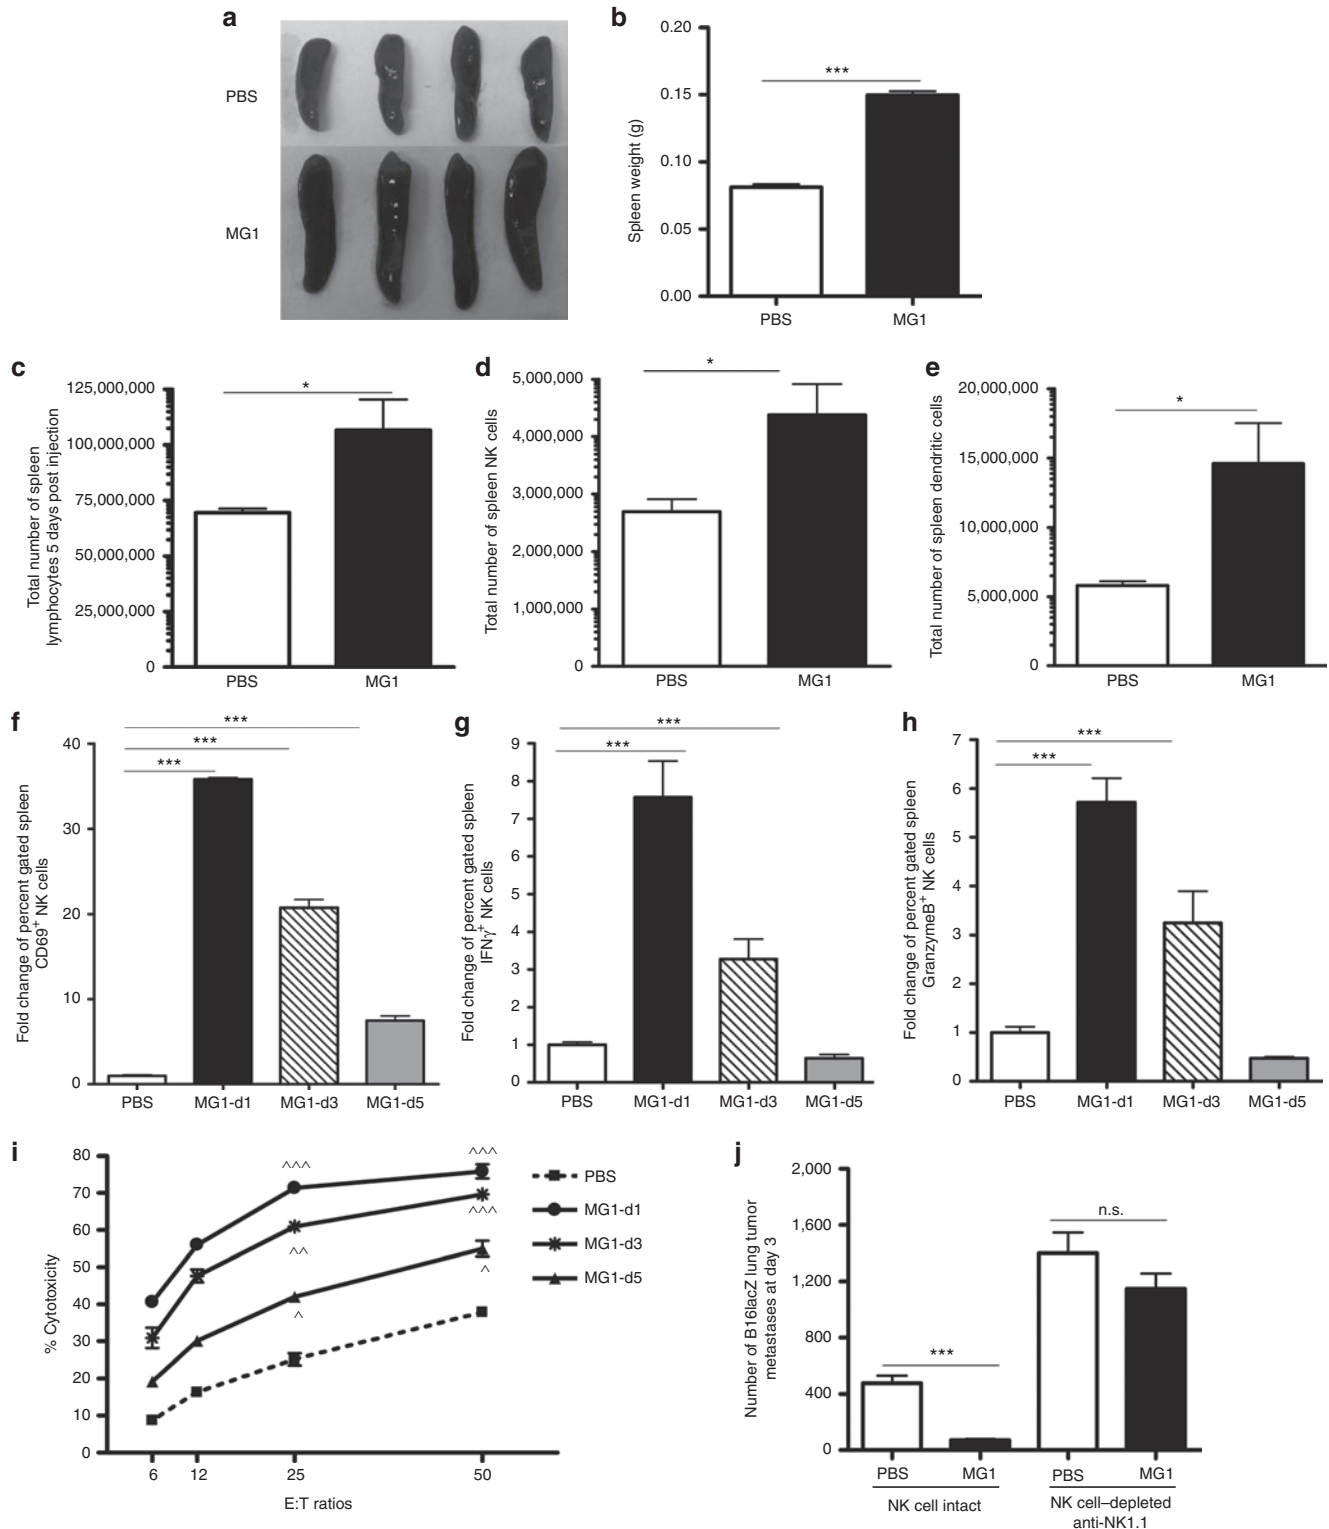 a
PBS
MG1
b
Spleen weight (g)
0.20
0.15
0.10
0.05
0.00
***
PBS
MG1
c
Total number of spleen
lymphocytes 5 days post injection
125,000,000
100,000,000
75,000,000
50,000,000
25,000,000
0
*
PBS
MG1
d
Total number of spleen NK cells
5,000,000
4,000,000
3,000,000
2,000,000
1,000,000
0
*
PBS
MG1
e
Total number of spleen dendritic cells
20,000,000
15,000,000
10,000,000
5,000,000
0
*
PBS
MG1
f
Fold change of percent gated spleen
CD69⁺ NK cells
40
30
20
10
0
***
***
***
PBS
MG1-d1
MG1-d3
MG1-d5
g
Fold change of percent gated spleen
IFNγ⁺ NK cells
9
8
7
6
5
4
3
2
1
0
***
***
PBS
MG1-d1
MG1-d3
MG1-d5
h
Fold change of percent gated spleen
GranzymeB⁺ NK cells
7
6
5
4
3
2
1
0
***
***
PBS
MG1-d1
MG1-d3
MG1-d5
i
% Cytotoxicity
80
70
60
50
40
30
20
10
0
^^^
^^^
^^^
^^
^
^
6
12
25
50
E:T ratios
PBS
MG1-d1
MG1-d3
MG1-d5
j
Number of B16lacZ lung tumor
metastases at day 3
2,000
1,600
1,200
800
400
0
***
n.s.
PBS
MG1
PBS
MG1
NK cell intact
NK cell–depleted
anti-NK1.1